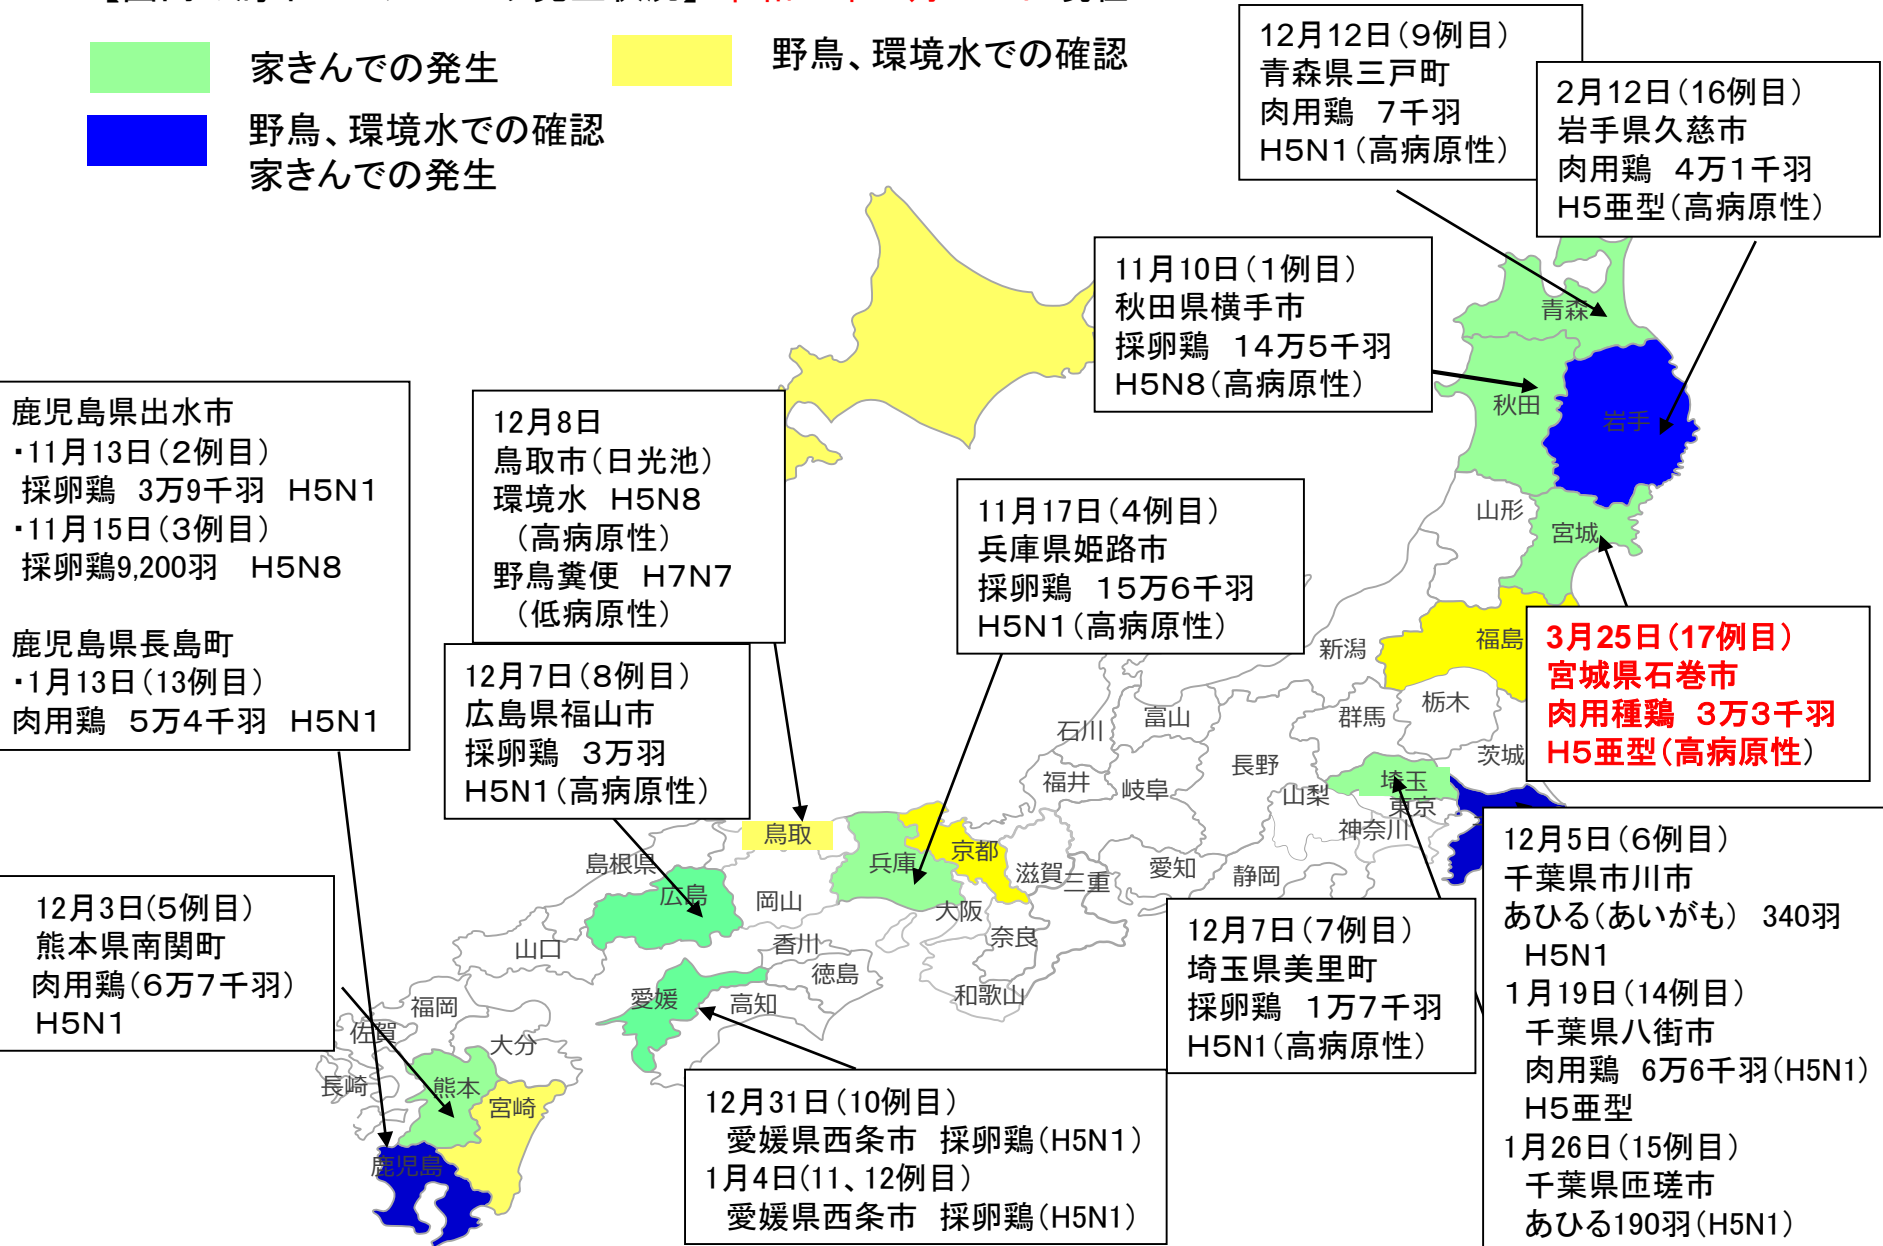 家きんでの発生
野鳥、環境水での確認
野鳥、環境水での確認
家きんでの発生
12月12日（9例目）
青森県三戸町
肉用鶏　7千羽
H5N1（高病原性）
2月12日（16例目）
岩手県久慈市
肉用鶏　4万1千羽
H5亜型（高病原性）
11月10日（1例目）
秋田県横手市
採卵鶏　14万5千羽
H5N8（高病原性）
鹿児島県出水市
・11月13日（2例目）
採卵鶏　3万9千羽　H5N1
・11月15日（3例目）
採卵鶏9,200羽　H5N8
鹿児島県長島町
・1月13日（13例目）
肉用鶏　5万4千羽　H5N1
12月8日
鳥取市（日光池）
環境水　H5N8
（高病原性）
野鳥糞便　H7N7
（低病原性）
11月17日（4例目）
兵庫県姫路市
採卵鶏　15万6千羽
H5N1（高病原性）
12月7日（8例目）
広島県福山市
採卵鶏　3万羽
H5N1（高病原性）
3月25日（17例目）
宮城県石巻市
肉用種鶏　3万3千羽
H5亜型（高病原性）
12月3日（5例目）
熊本県南関町
肉用鶏（6万7千羽）
H5N1
12月7日（7例目）
埼玉県美里町
採卵鶏　1万7千羽
H5N1（高病原性）
12月5日（6例目）
千葉県市川市
あひる（あいがも）　340羽
H5N1
1月19日（14例目）
千葉県八街市
肉用鶏　6万6千羽（H5N1）
H5亜型
1月26日（15例目）
千葉県匝瑳市
あひる190羽（H5N1）
12月31日（10例目）
愛媛県西条市　採卵鶏（H5N1）
1月4日（11、12例目）
愛媛県西条市　採卵鶏（H5N1）
青森
秋田
岩手
山形
宮城
福島
新潟
栃木
群馬
茨城
埼玉
東京
神奈川
山梨
長野
富山
石川
福井
岐阜
愛知
静岡
滋賀
三重
京都
大阪
奈良
和歌山
兵庫
鳥取
島根県
岡山
広島
山口
香川
徳島
愛媛
高知
福岡
佐賀
長崎
大分
熊本
宮崎
鹿児島